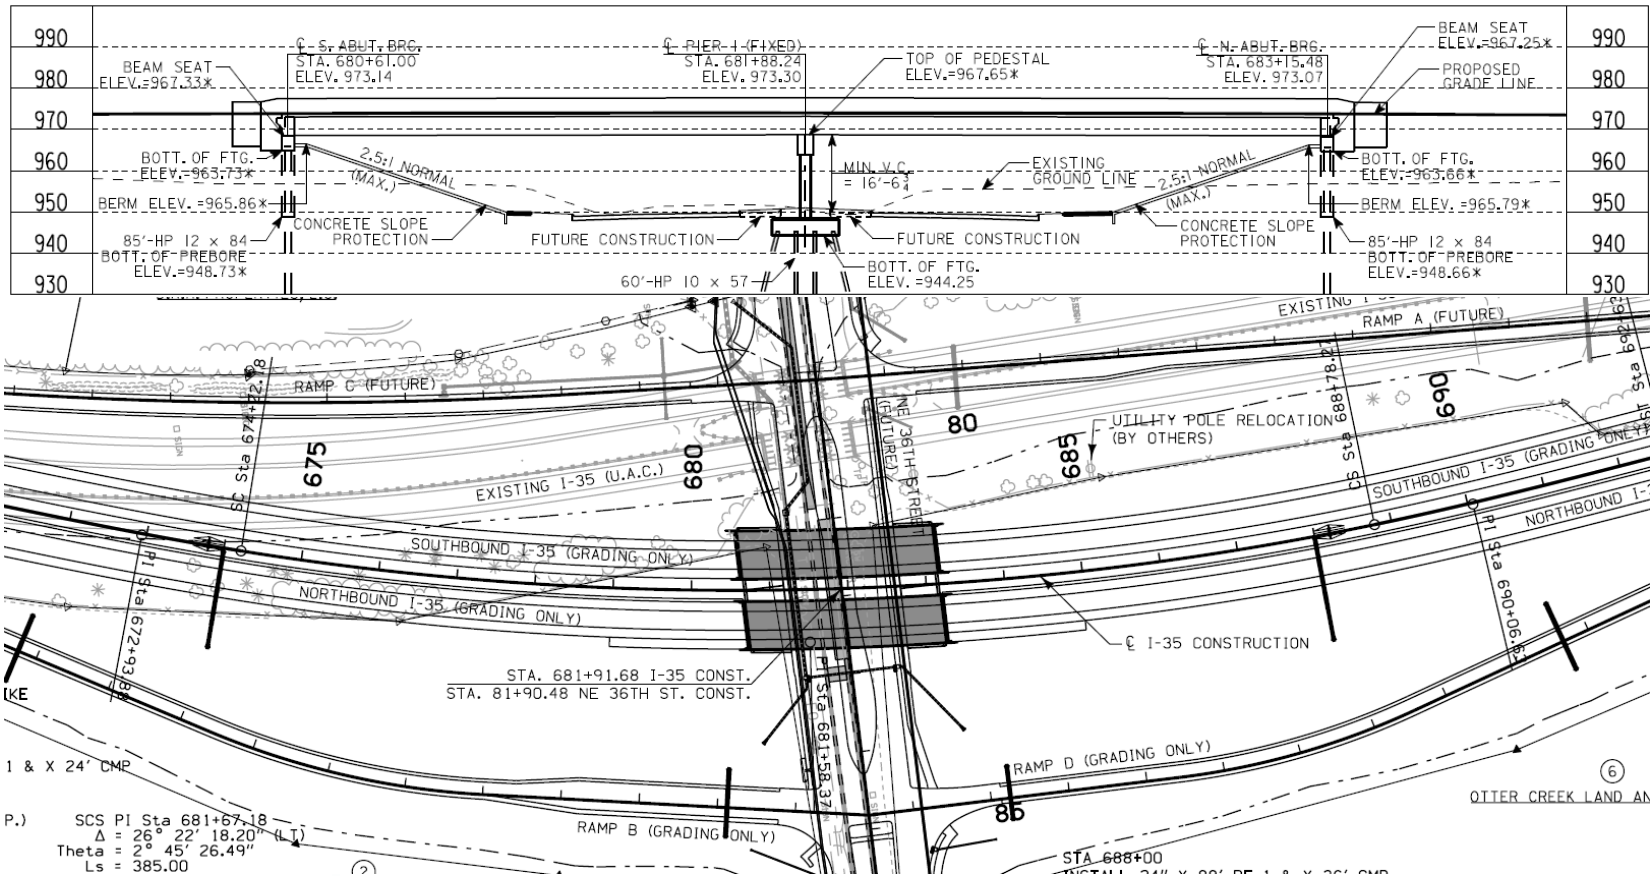 990
980
970
960
950
940
930
℄ S. ABUT. BRG.
STA. 680+61.00
ELEV. 973.14
BEAM SEAT
ELEV.=967.33*
℄ PIER 1 (FIXED)
STA. 681+88.24
ELEV. 973.30
TOP OF PEDESTAL
ELEV.=967.65*
℄ N. ABUT. BRG.
STA. 683+15.48
ELEV. 973.07
BEAM SEAT
ELEV.=967.25*
PROPOSED
GRADE LINE
990
980
970
960
950
940
930
BOTT. OF FTG.
ELEV.=963.73*
BERM ELEV.=965.86*
85'-HP 12 x 84
BOTT. OF PREBORE
ELEV.=948.73*
2.5:1 NORMAL
(MAX.)
CONCRETE SLOPE
PROTECTION
FUTURE CONSTRUCTION
60'-HP 10 x 57
MIN. V.C.
= 16'-6¾
EXISTING
GROUND LINE
FUTURE CONSTRUCTION
BOTT. OF FTG.
ELEV.=944.25
2.5:1 NORMAL
(MAX.)
CONCRETE SLOPE
PROTECTION
BOTT. OF FTG.
ELEV.=963.66*
BERM ELEV.=965.79*
85'-HP 12 x 84
BOTT. OF PREBORE
ELEV.=948.66*
RAMP A (FUTURE)
RAMP C (FUTURE)
SC Sta 674+22.18
675
680
80
685
690
NE 36TH STREET
(FUTURE)
UTILITY POLE RELOCATION
(BY OTHERS)
CS Sta 688+78.27
EXISTING I-35 (U.A.C.)
SOUTHBOUND I-35 (GRADING ONLY)
SOUTHBOUND I-35 (GRADING ONLY)
NORTHBOUND I-35 (GRADING ONLY)
NORTHBOUND
PI Sta 672+93.88
PI Sta 690+06.67
℄ I-35 CONSTRUCTION
STA. 681+91.68 I-35 CONST.
STA. 81+90.48 NE 36TH ST. CONST.
PI Sta 681+58.37
IKE
RAMP D (GRADING ONLY)
85
RAMP B (GRADING ONLY)
1 & X 24' CMP
P.)
SCS PI Sta 681+67.18
Δ = 26° 22' 18.20" (LT)
Theta = 2° 45' 26.49"
Ls = 385.00
2
6
OTTER CREEK LAND AN
STA 688+00